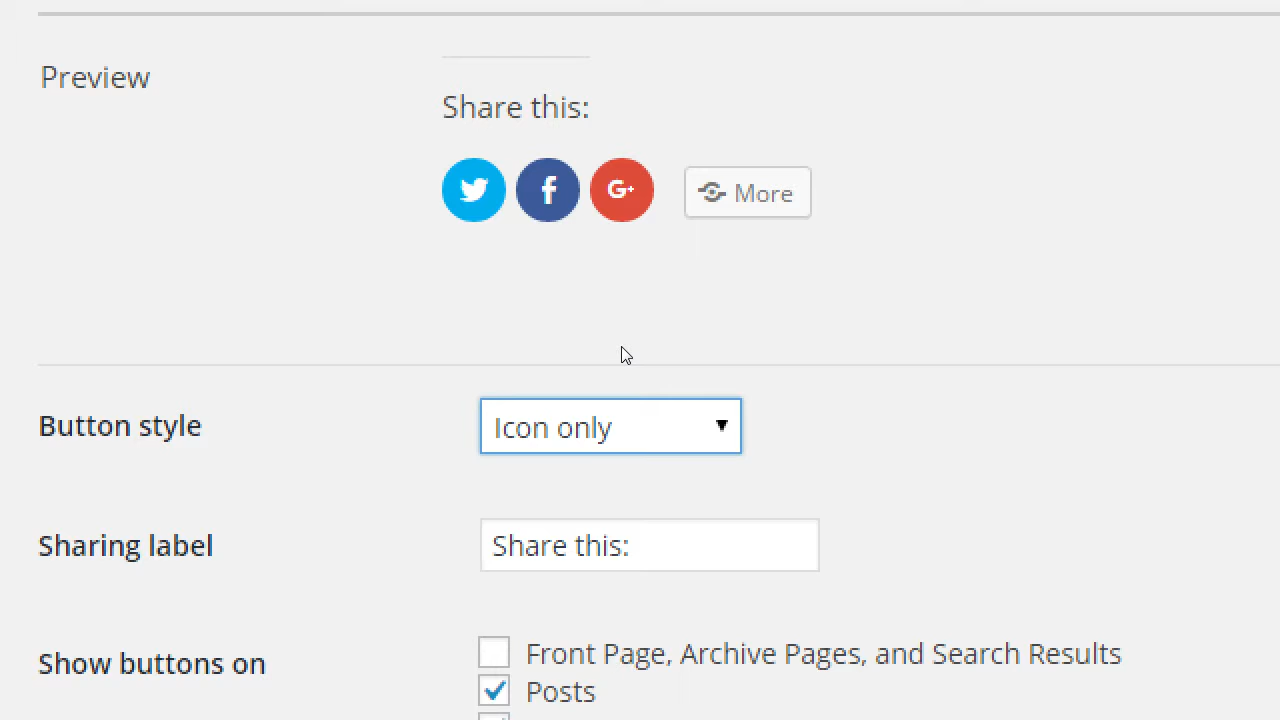 Preview
Share this:
f G+ More
Button style
Icon only
Sharing label
Share this:
Show buttons on
Front Page, Archive Pages, and Search Results
Posts